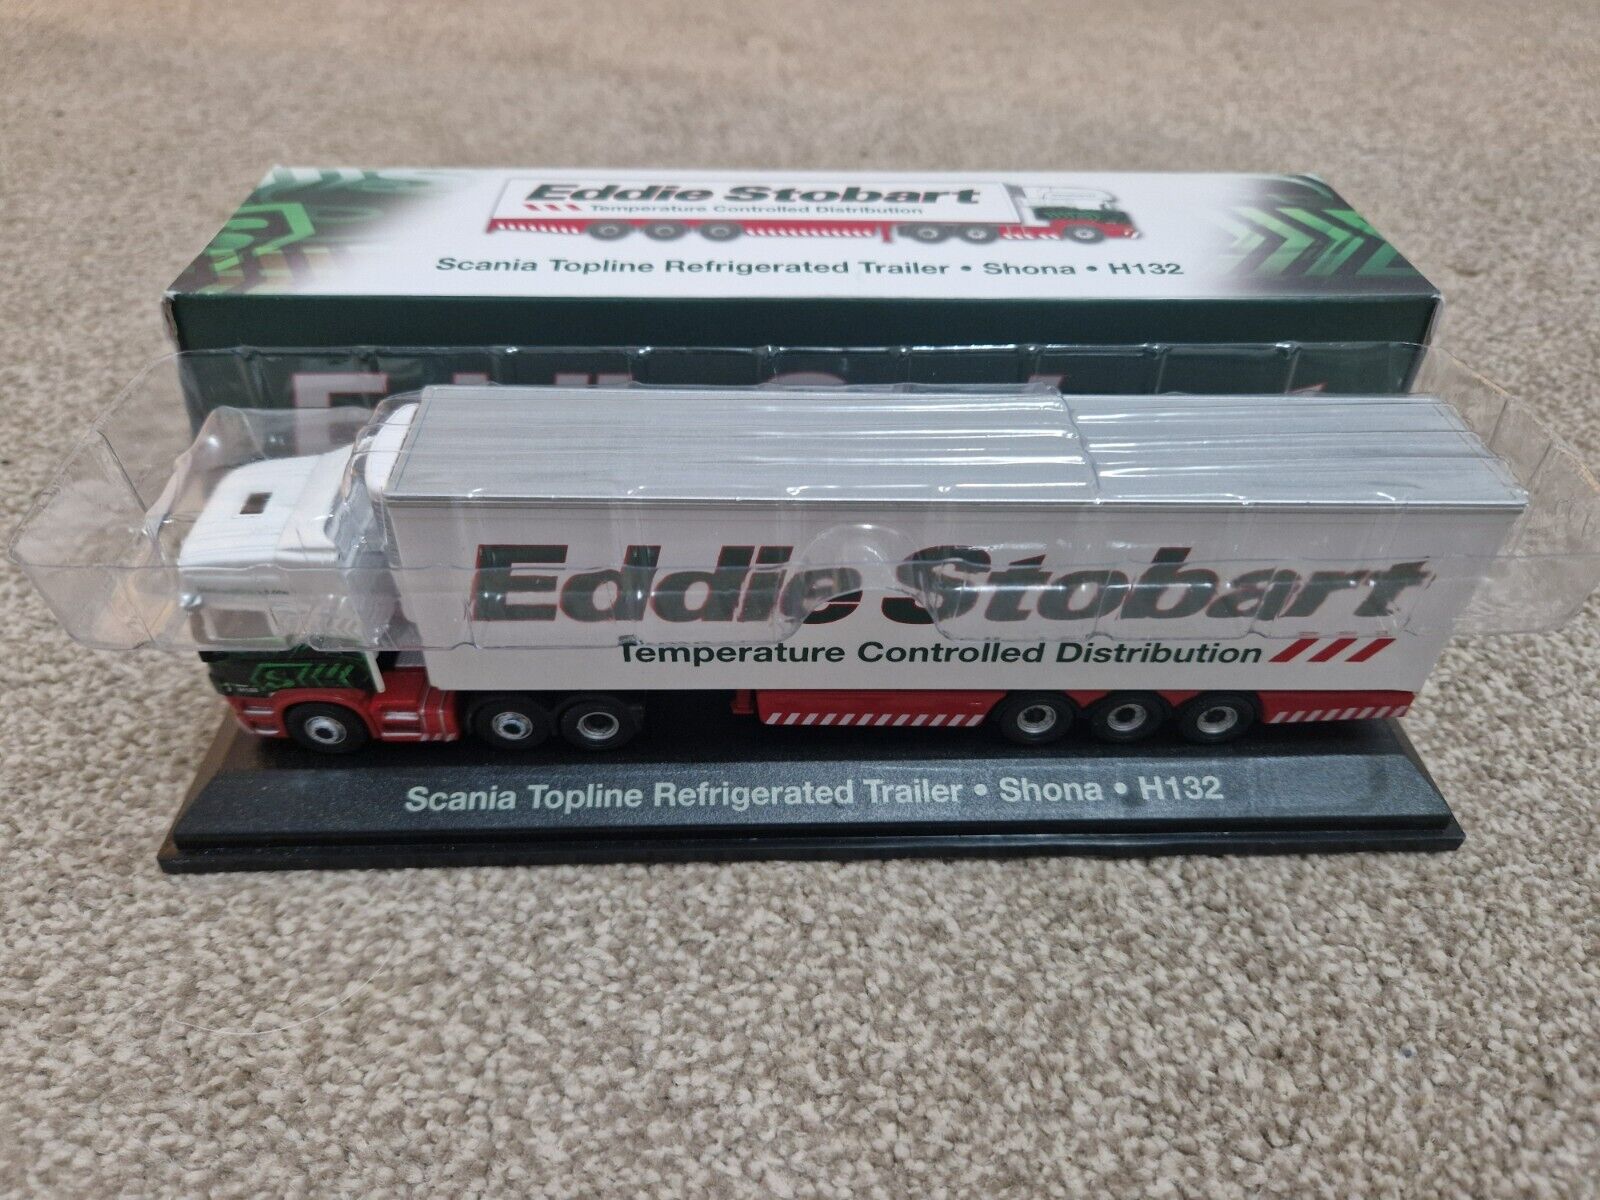 Eddie Stobart
Temperature Controlled Distribution
Scania Topline Refrigerated Trailer • Shona • H132
Eddie Stobart
Temperature Controlled Distribution
Scania Topline Refrigerated Trailer • Shona • H132